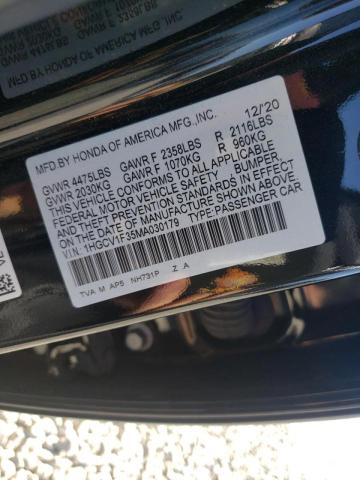 MFD.BY HONDA OF AMERICA MFG.,INC. 12/20
GVWR 4475LBS GAWR F 2358LBS R 2116LBS
GVWR 2030KG GAWR F 1070KG R 960KG
THIS VEHICLE CONFORMS TO ALL APPLICABLE
FEDERAL MOTOR VEHICLE SAFETY, BUMPER,
AND THEFT PREVENTION STANDARDS IN EFFECT
ON THE DATE OF MANUFACTURE SHOWN ABOVE.
V.I.N: 1HGCV1F35MA030179 TYPE: PASSENGER CAR
TVA M AP5 NH731P Z A